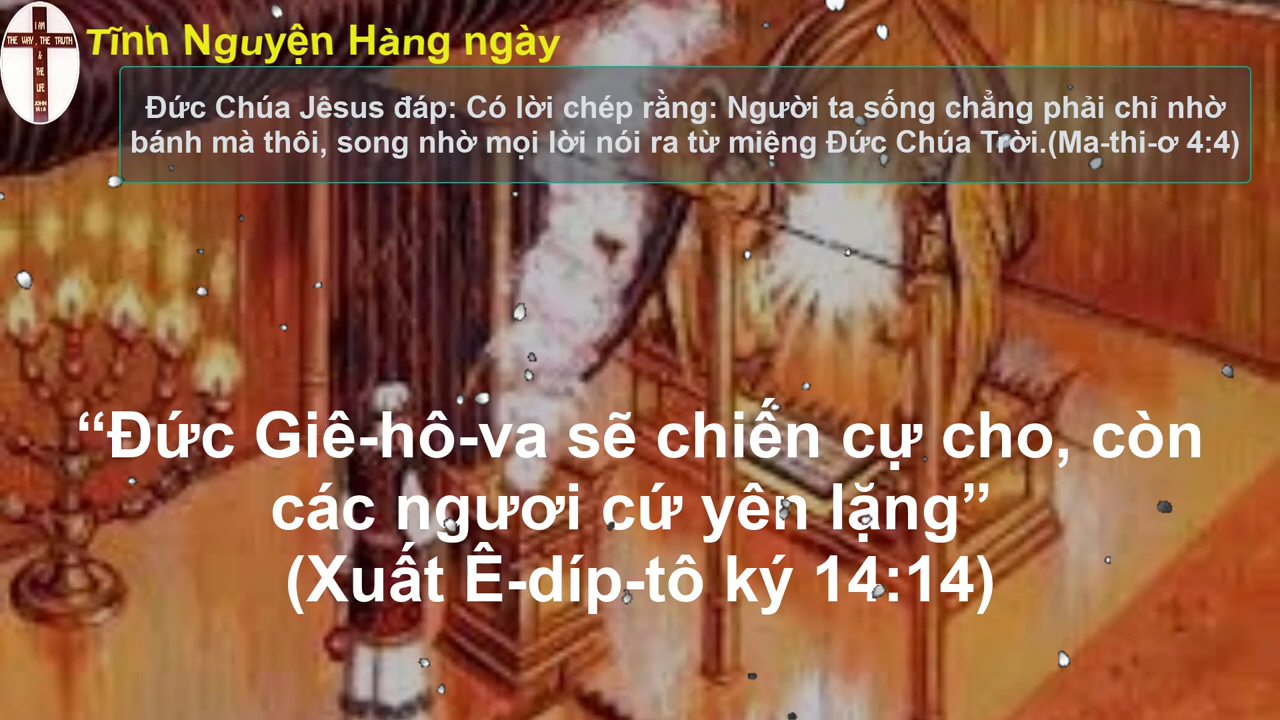 I AM
THE WAY, THE TRUTH
&
THE
LIFE
JOHN
14:6
Tĩnh Nguyện Hàng ngày
Đức Chúa Jêsus đáp: Có lời chép rằng: Người ta sống chẳng phải chỉ nhờ
bánh mà thôi, song nhờ mọi lời nói ra từ miệng Đức Chúa Trời.(Ma-thi-ơ 4:4)
“Đức Giê-hô-va sẽ chiến cự cho, còn
các ngươi cứ yên lặng”
(Xuất Ê-díp-tô ký 14:14)